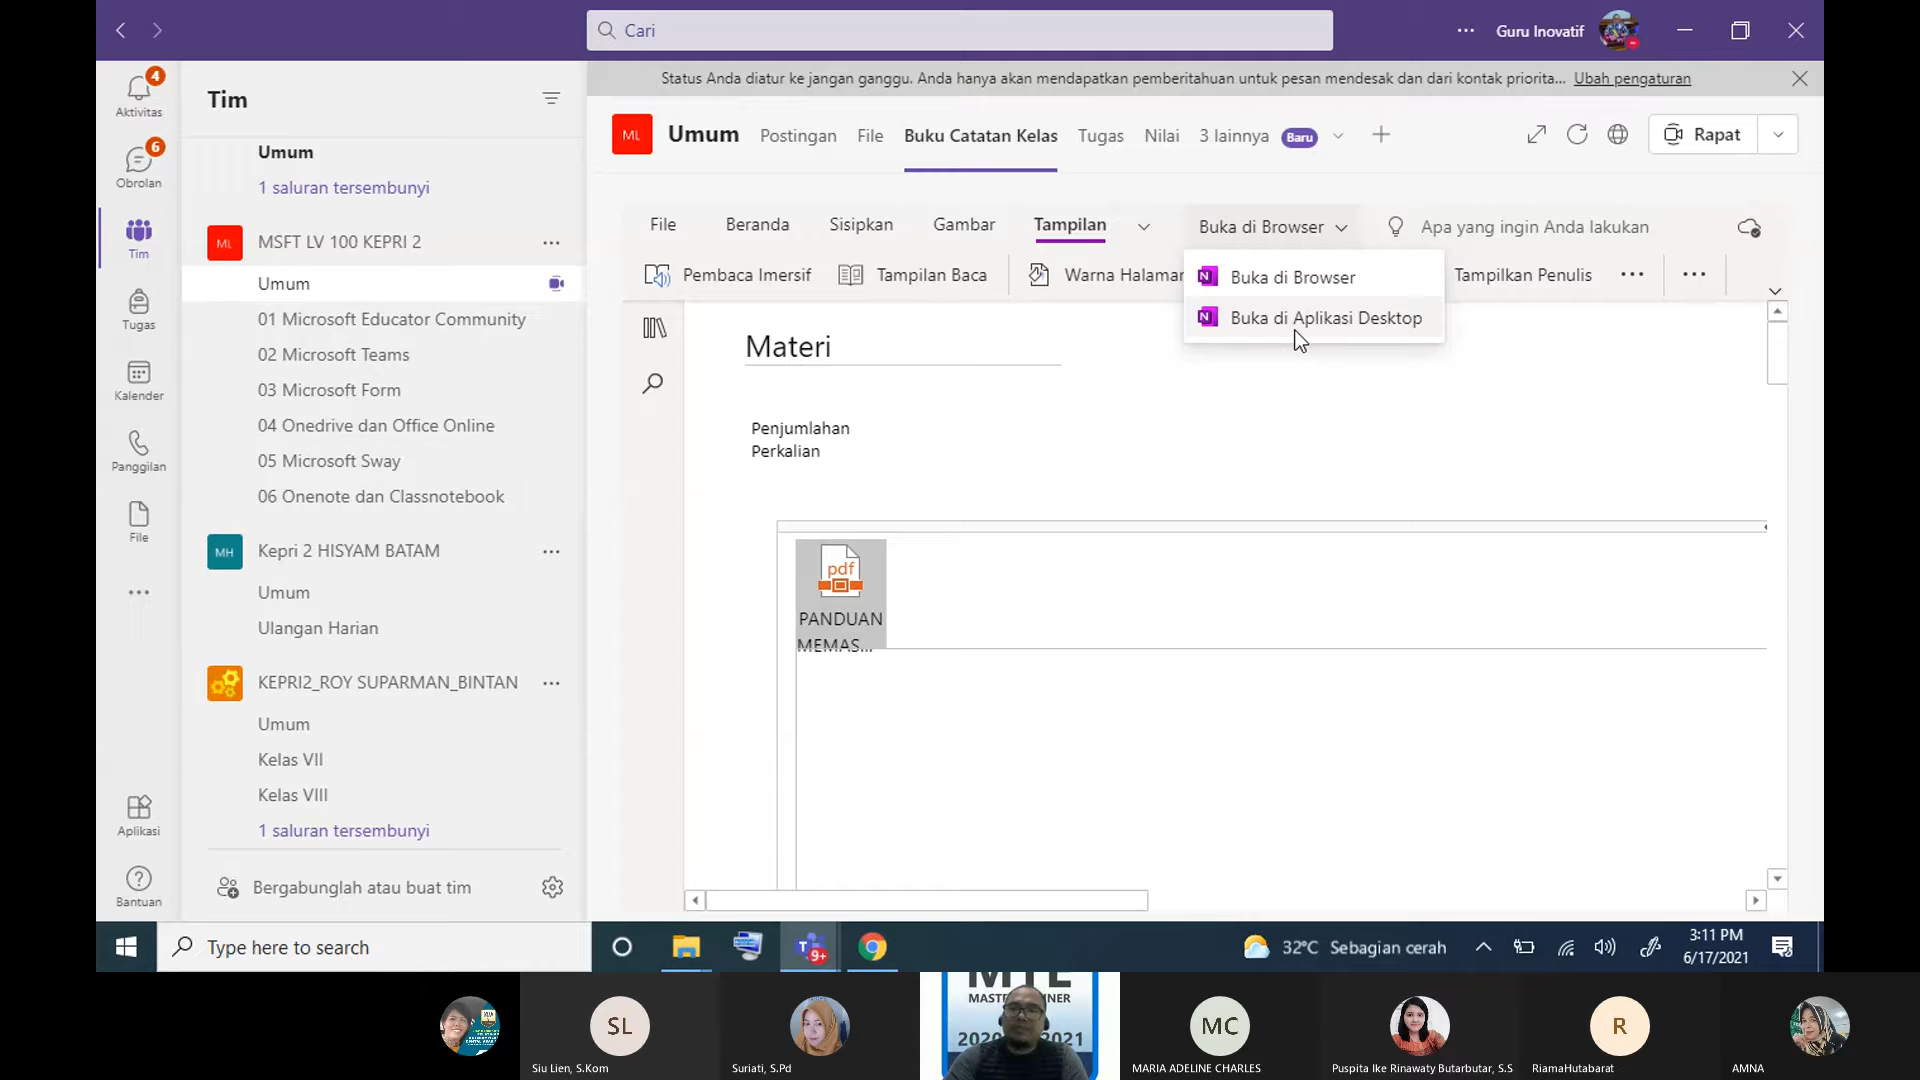 Cari
Guru Inovatif
Status Anda diatur ke jangan ganggu. Anda hanya akan mendapatkan pemberitahuan untuk pesan mendesak dan dari kontak priorita... Ubah pengaturan
4
Aktivitas
6
Obrolan
Tim
Tugas
Kalender
Panggilan
File
Aplikasi
Bantuan
Tim
Umum
1 saluran tersembunyi
ML MSFT LV 100 KEPRI 2
Umum
01 Microsoft Educator Community
02 Microsoft Teams
03 Microsoft Form
04 Onedrive dan Office Online
05 Microsoft Sway
06 Onenote dan Classnotebook
MH Kepri 2 HISYAM BATAM
Umum
Ulangan Harian
KEPRI2_ROY SUPARMAN_BINTAN
Umum
Kelas VII
Kelas VIII
1 saluran tersembunyi
Bergabunglah atau buat tim
ML Umum Postingan File Buku Catatan Kelas Tugas Nilai 3 lainnya Baru Rapat
File Beranda Sisipkan Gambar Tampilan Buka di Browser Apa yang ingin Anda lakukan
Pembaca Imersif Tampilan Baca Warna Halaman Tampilkan Penulis
N Buka di Browser
N Buka di Aplikasi Desktop
Materi
Penjumlahan
Perkalian
pdf
PANDUAN
MEMAS...
Type here to search
T 9+
32°C Sebagian cerah
3:11 PM
6/17/2021
SL
Siu Lien, S.Kom
Suriati, S.Pd
2021
MC
MARIA ADELINE CHARLES
Puspita Ike Rinawaty Butarbutar, S.S
R
RiamaHutabarat
AMNA